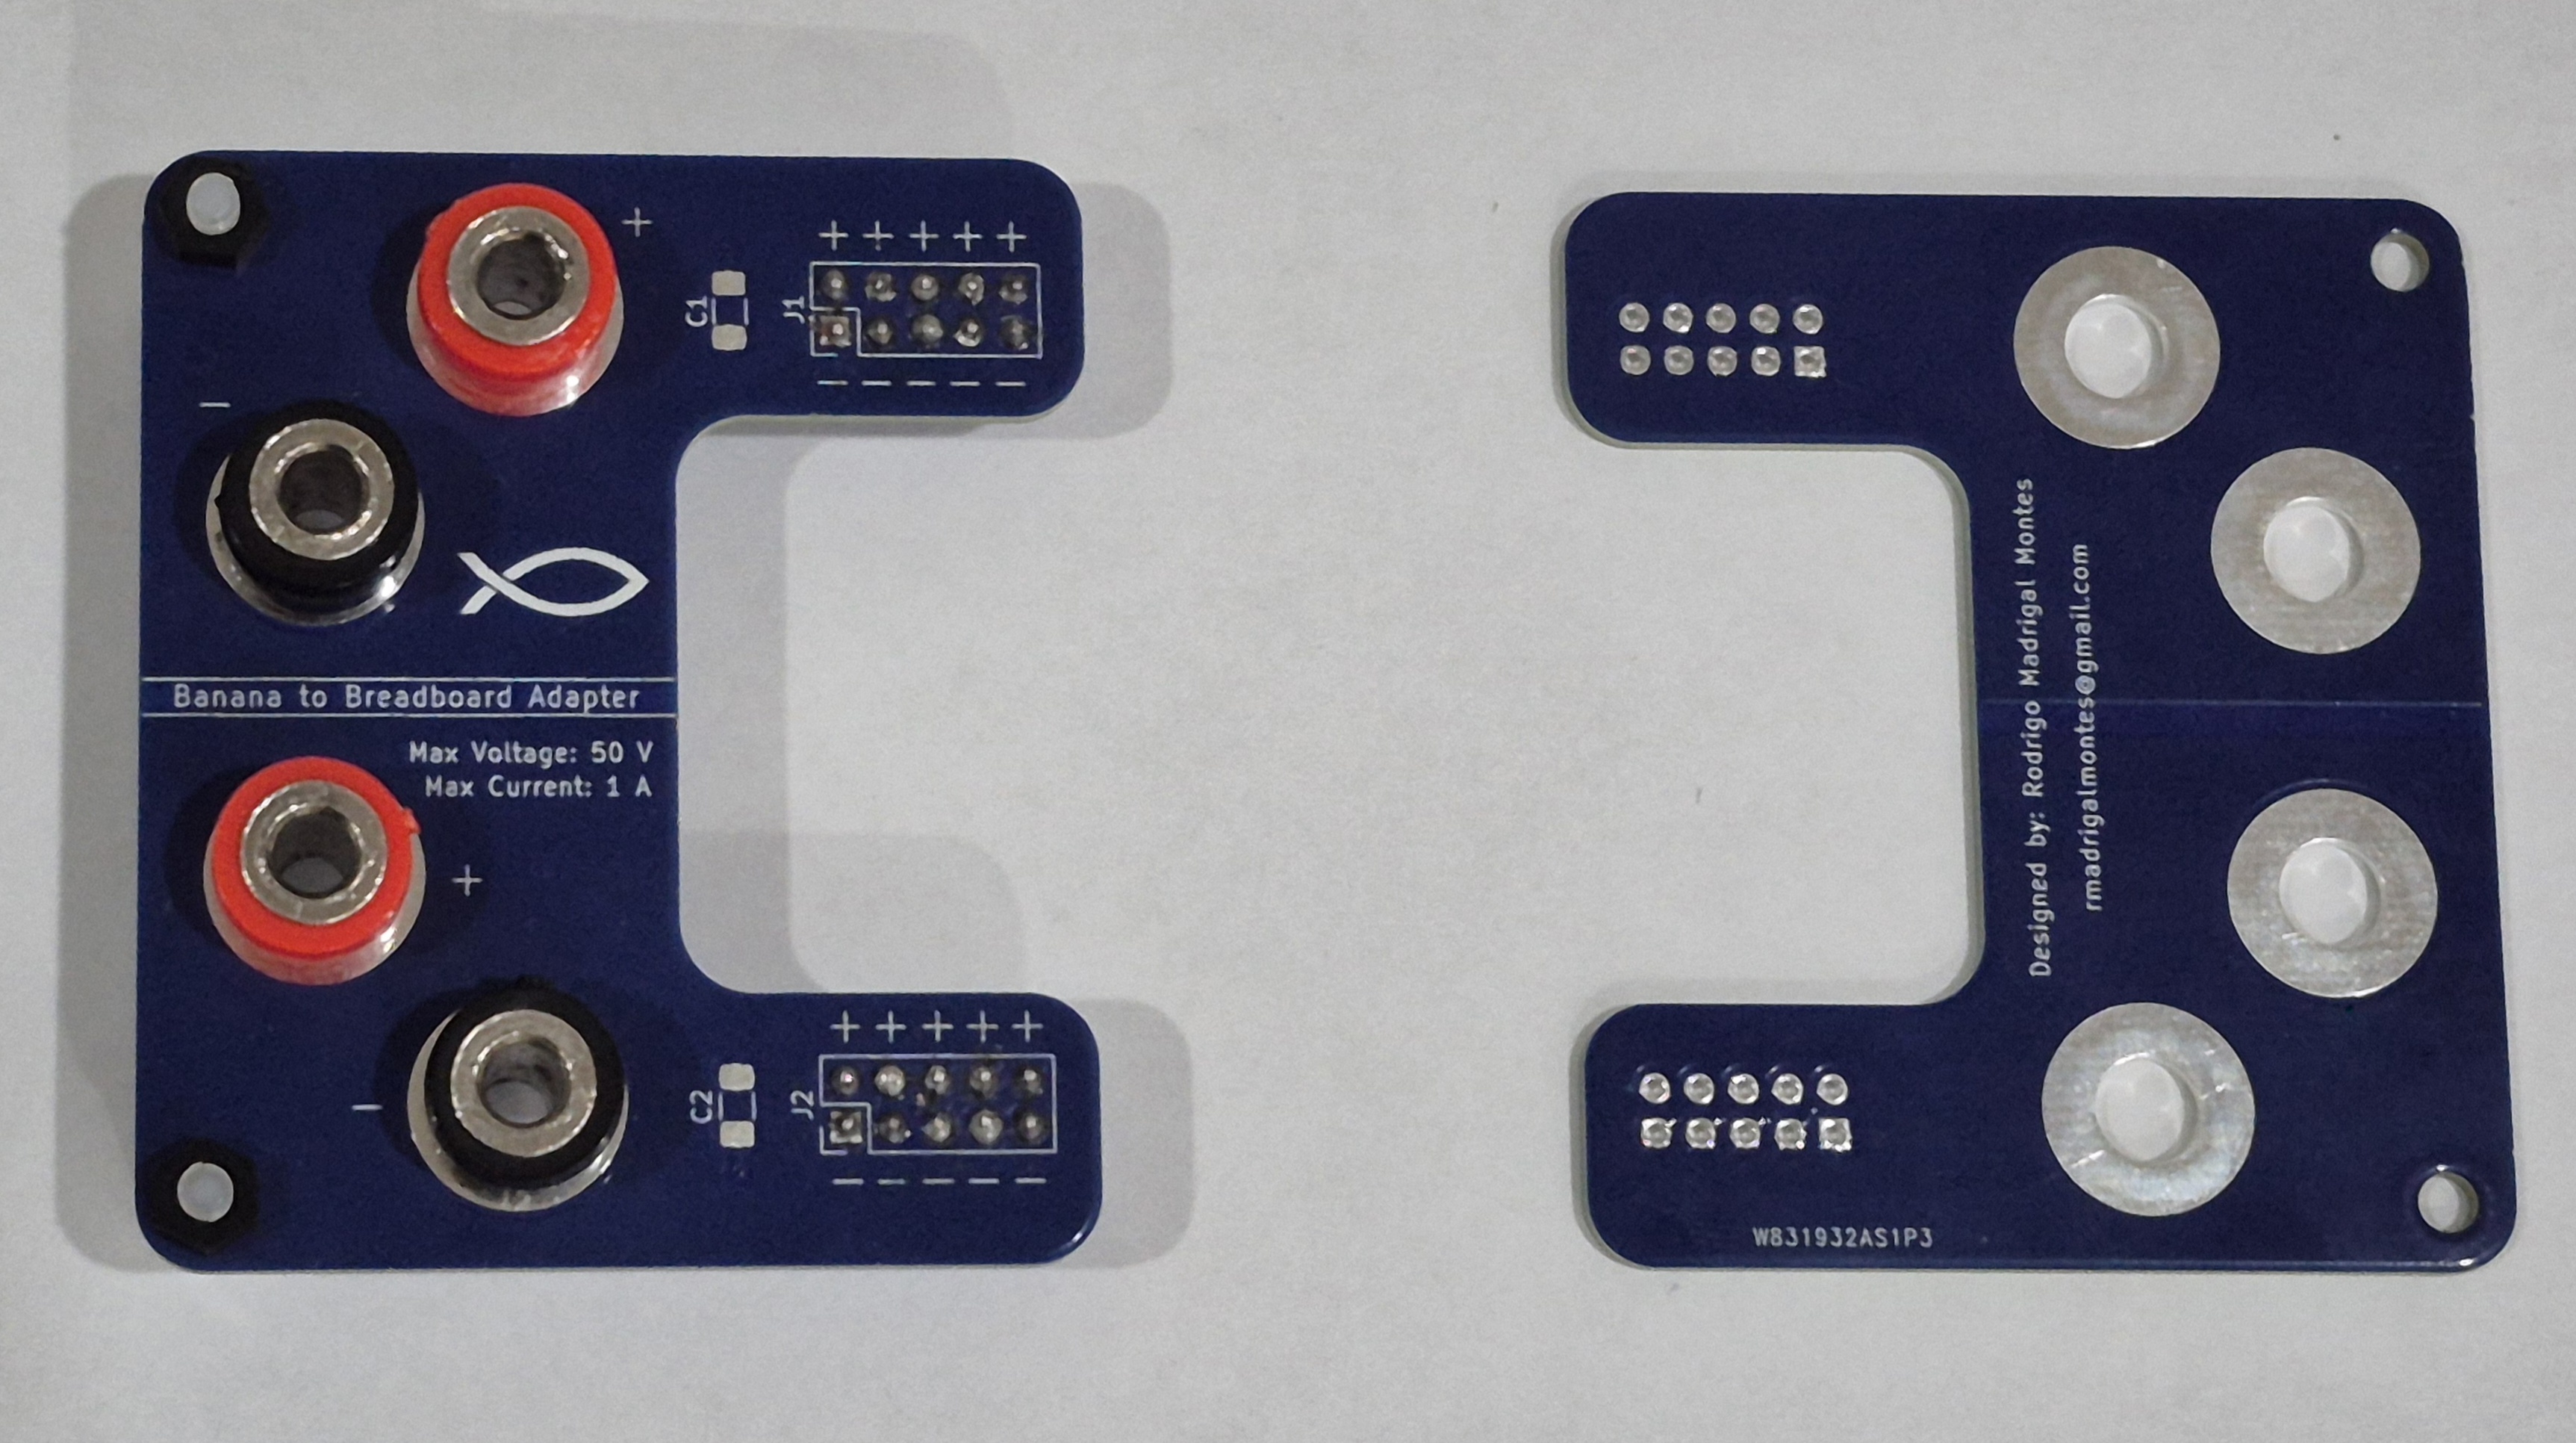 +
+ + + + +
C1
J1
- - - - -
-
Banana to Breadboard Adapter
Max Voltage: 50 V
Max Current: 1 A
+
+ + + + +
-
C2
J2
- - - - -
Designed by: Rodrigo Madrigal Montes
rmadrigalmontes@gmail.com
W831932AS1P3